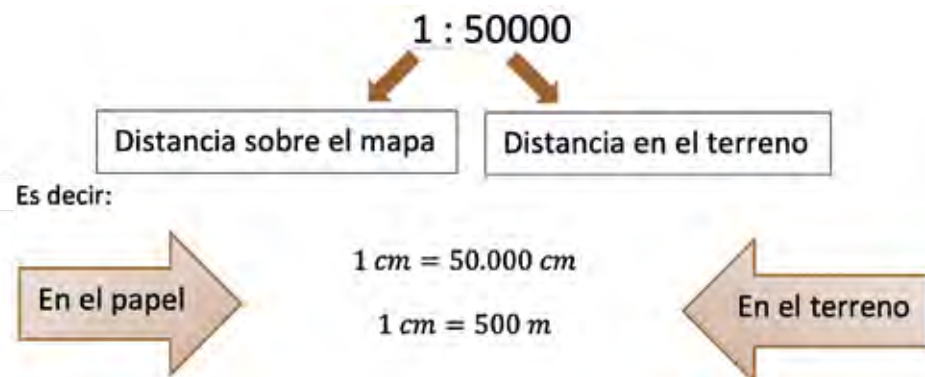 1 : 50000
Distancia sobre el mapa
Distancia en el terreno
Es decir:
1 cm = 50.000 cm
En el papel
En el terreno
1 cm = 500 m